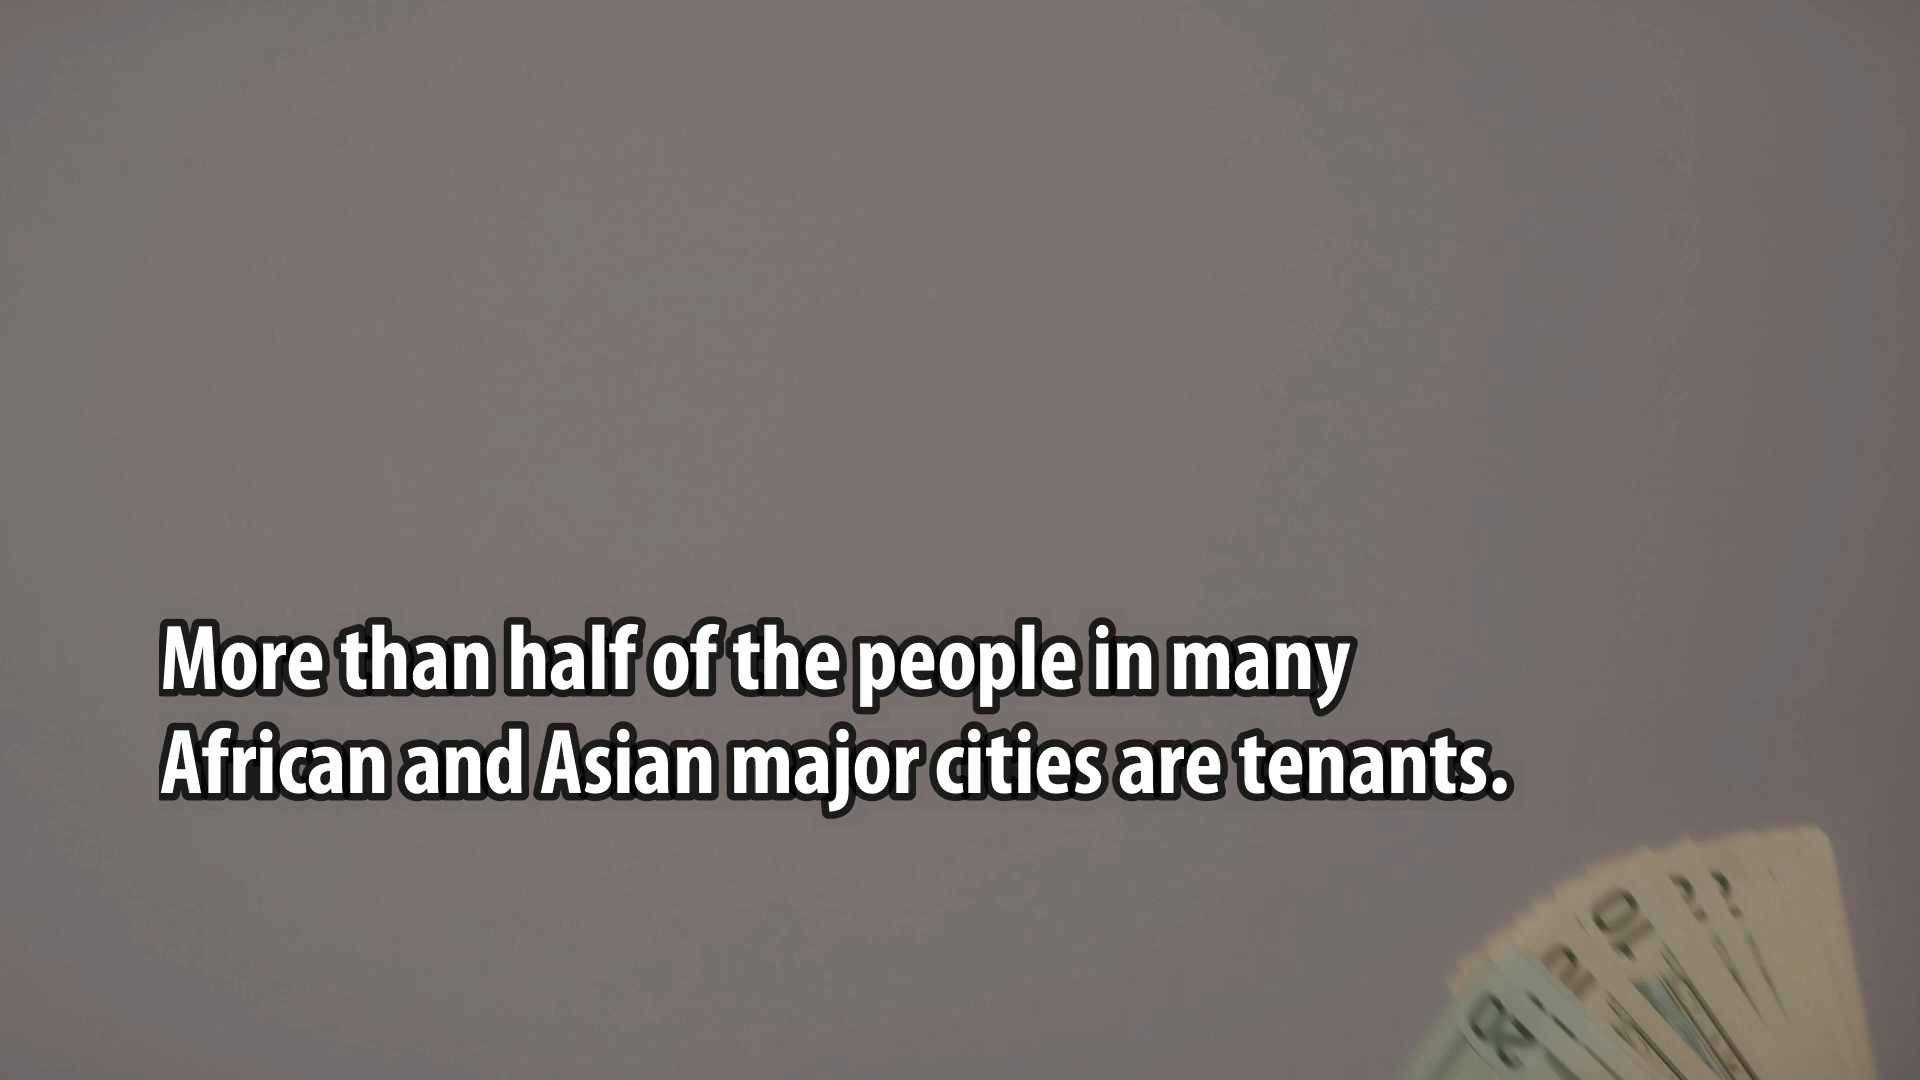 More than half of the people in many
African and Asian major cities are tenants.